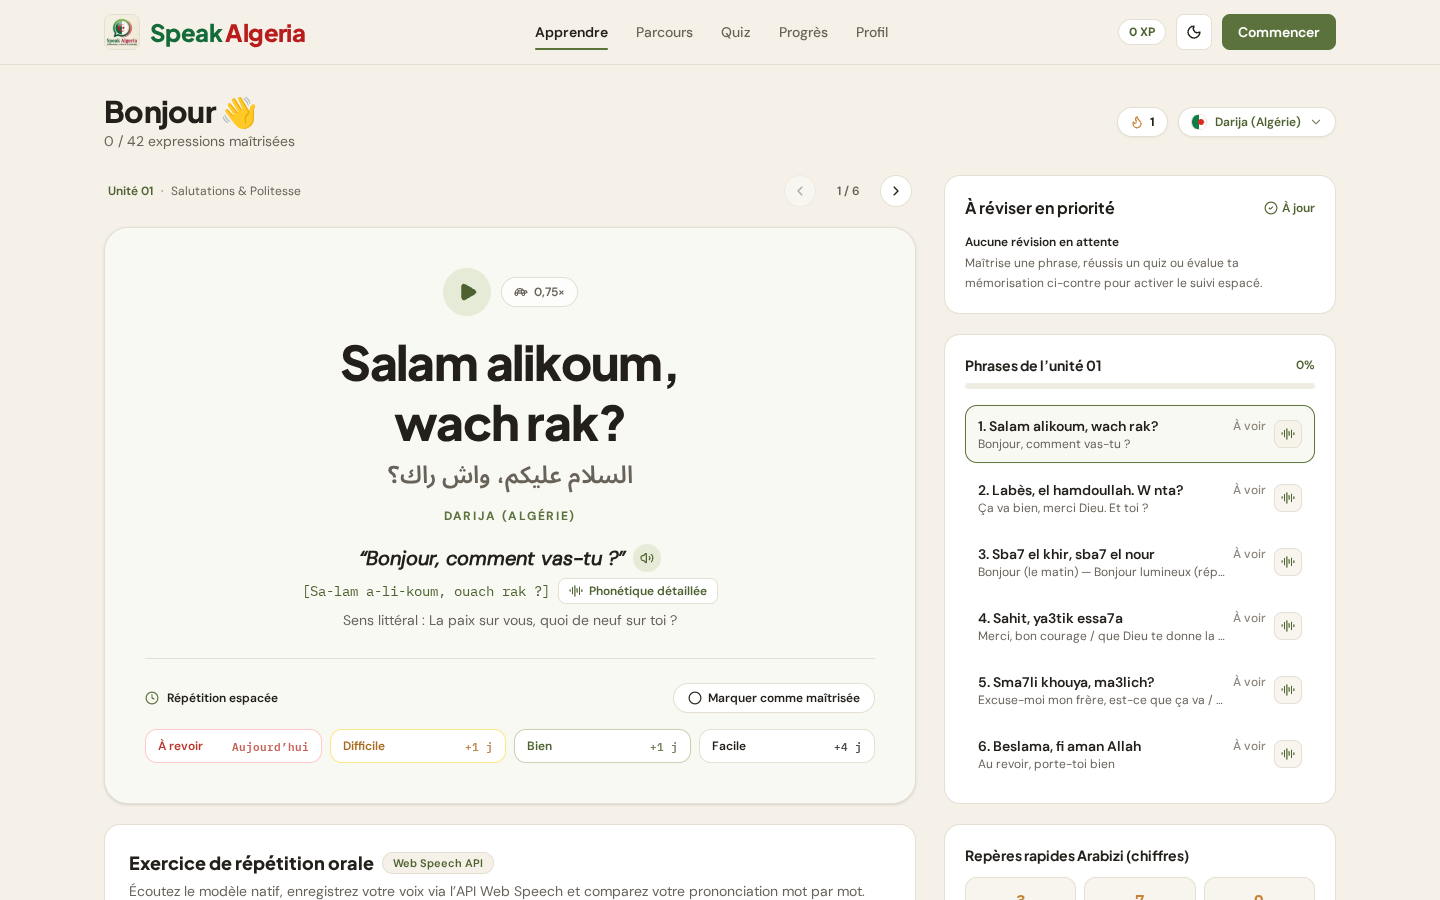 Speak Algeria
Apprendre
Parcours
Quiz
Progrès
Profil
0 XP
Commencer
Bonjour 👋
0 / 42 expressions maîtrisées
1
Darija (Algérie)
Unité 01 · Salutations & Politesse
1 / 6
0,75×
Salam alikoum,
wach rak?
السلام عليكم، واش راك؟
DARIJA (ALGÉRIE)
“Bonjour, comment vas-tu ?”
[Sa-lam a-li-koum, ouach rak ?]
Phonétique détaillée
Sens littéral : La paix sur vous, quoi de neuf sur toi ?
Répétition espacée
Marquer comme maîtrisée
À revoir Aujourd’hui
Difficile +1 j
Bien +1 j
Facile +4 j
Exercice de répétition orale
Web Speech API
Écoutez le modèle natif, enregistrez votre voix via l’API Web Speech et comparez votre prononciation mot par mot.
À réviser en priorité
À jour
Aucune révision en attente
Maîtrise une phrase, réussis un quiz ou évalue ta
mémorisation ci-contre pour activer le suivi espacé.
Phrases de l’unité 01
0%
1. Salam alikoum, wach rak?
À voir
Bonjour, comment vas-tu ?
2. Labès, el hamdoullah. W nta?
À voir
Ça va bien, merci Dieu. Et toi ?
3. Sba7 el khir, sba7 el nour
À voir
Bonjour (le matin) — Bonjour lumineux (rép...
4. Sahit, ya3tik essa7a
À voir
Merci, bon courage / que Dieu te donne la ...
5. Sma7li khouya, ma3lich?
À voir
Excuse-moi mon frère, est-ce que ça va / ...
6. Beslama, fi aman Allah
À voir
Au revoir, porte-toi bien
Repères rapides Arabizi (chiffres)